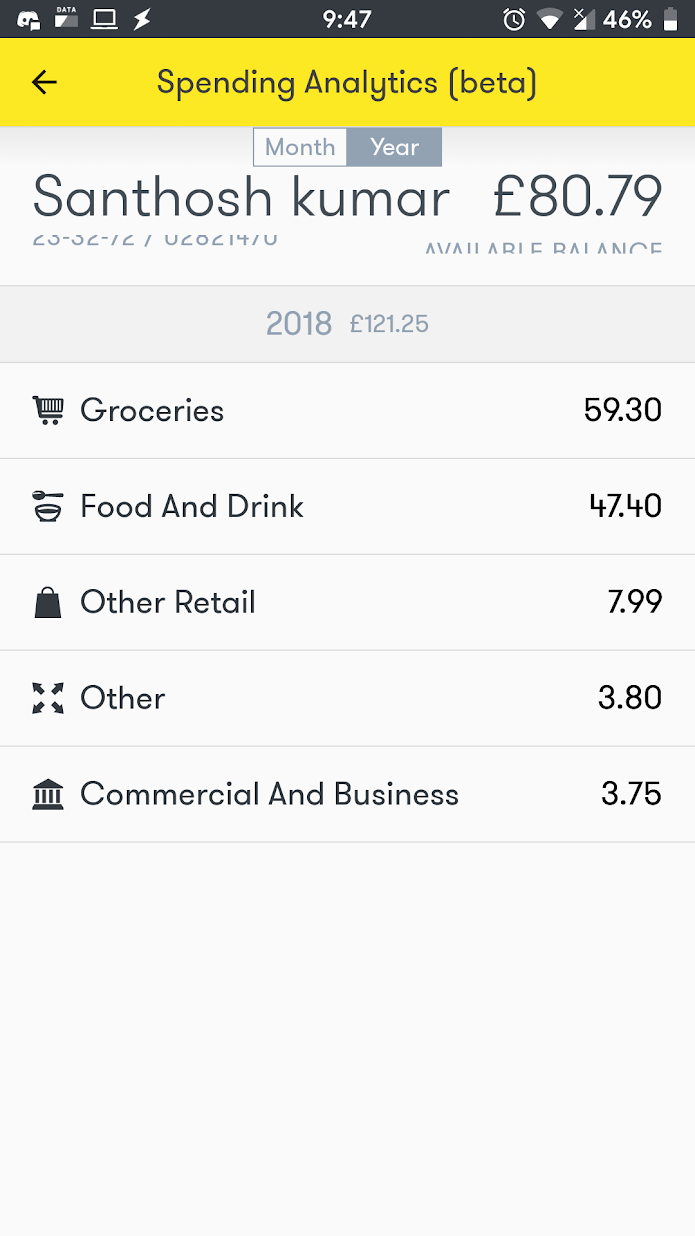 DATA
9:47 46%
Spending Analytics (beta)
Month Year
Santhosh kumar £80.79
AVAILABLE BALANCE
2018 £121.25
Groceries 59.30
Food And Drink 47.40
Other Retail 7.99
Other 3.80
Commercial And Business 3.75